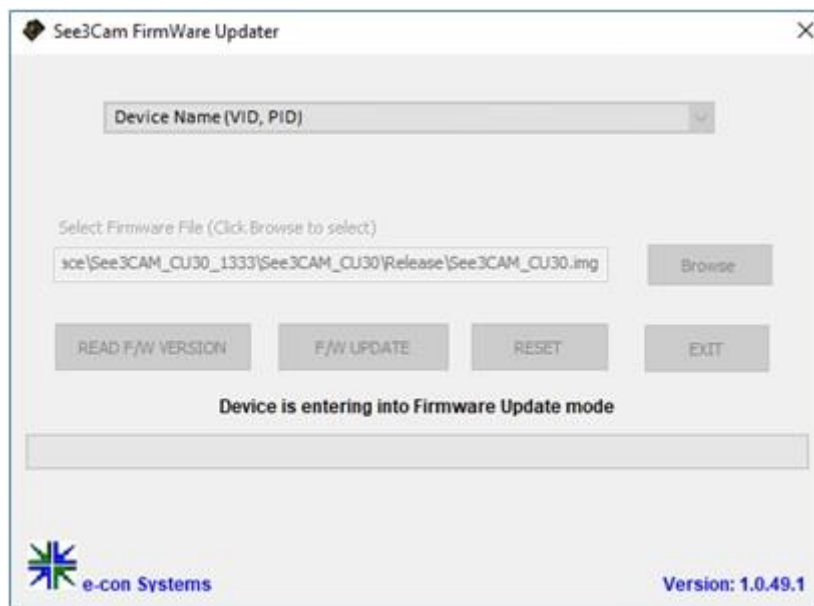 See3Cam FirmWare Updater
Device Name (VID, PID)
Select Firmware File (Click Browse to select)
ace\See3CAM_CU30_1333\See3CAM_CU30\Release\See3CAM_CU30.img
Browse
READ F/W VERSION F/W UPDATE RESET EXIT
Device is entering into Firmware Update mode
e-con Systems
Version: 1.0.49.1